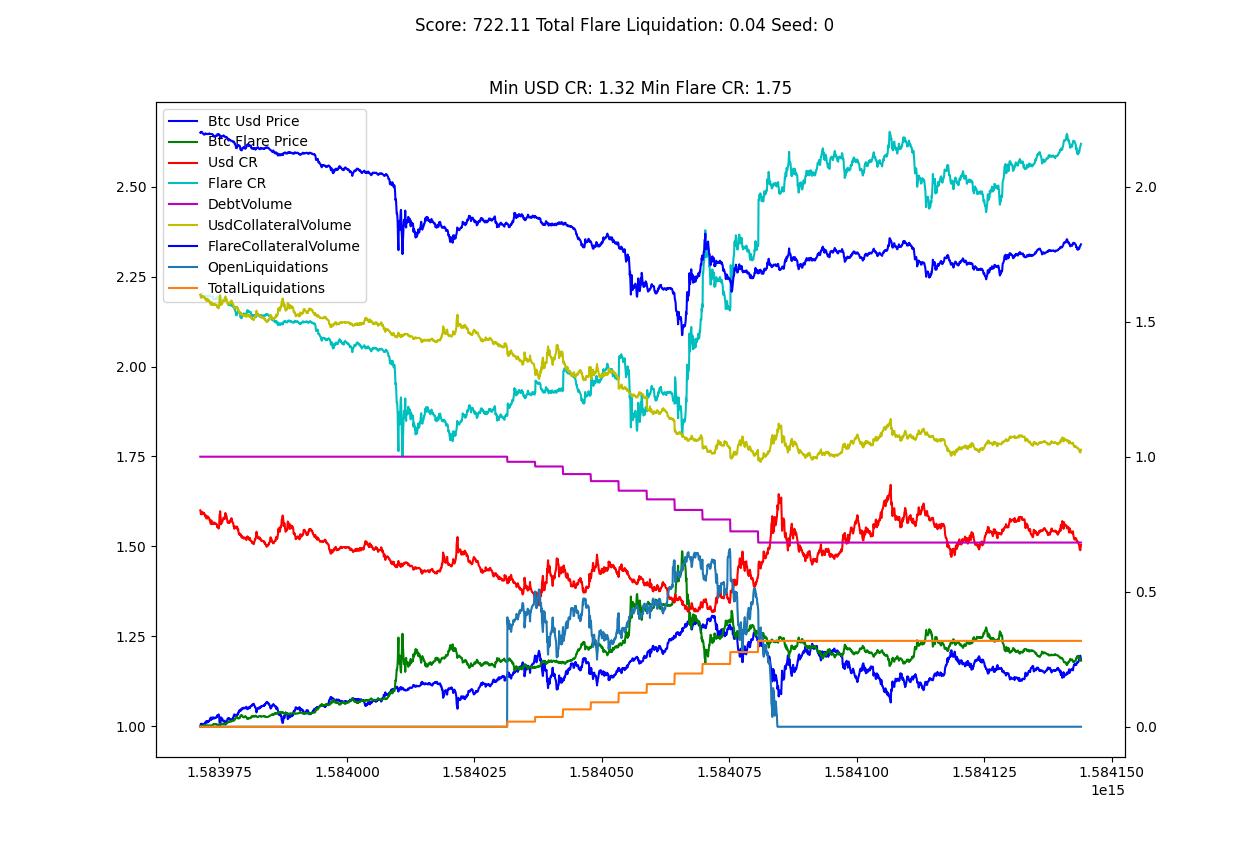 Score: 722.11 Total Flare Liquidation: 0.04 Seed: 0
Min USD CR: 1.32 Min Flare CR: 1.75
Btc Usd Price
Btc Flare Price
Usd CR
Flare CR
DebtVolume
UsdCollateralVolume
FlareCollateralVolume
OpenLiquidations
TotalLiquidations
2.50
2.25
2.00
1.75
1.50
1.25
1.00
2.0
1.5
1.0
0.5
0.0
1.583975 1.584000 1.584025 1.584050 1.584075 1.584100 1.584125 1.584150
1e15